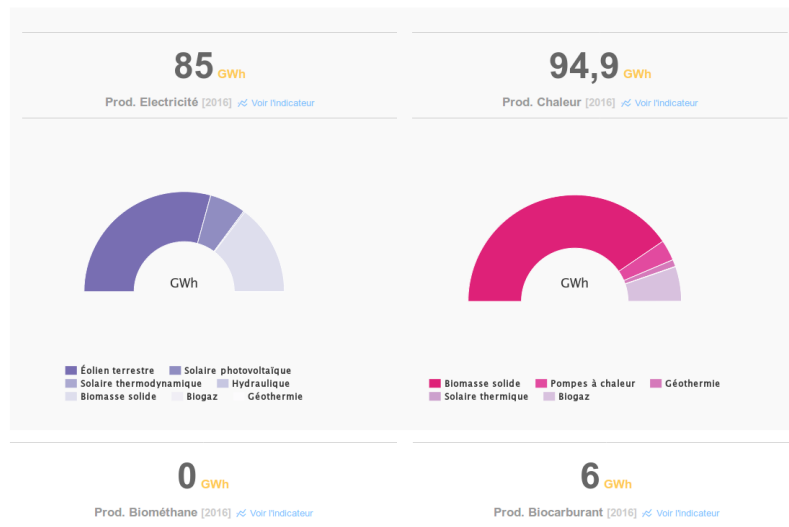 85 GWh
94,9 GWh
Prod. Electricité [2016] Voir l'indicateur
Prod. Chaleur [2016] Voir l'indicateur
GWh
GWh
Éolien terrestre Solaire photovoltaïque
Solaire thermodynamique Hydraulique
Biomasse solide Biogaz Géothermie
Biomasse solide Pompes à chaleur Géothermie
Solaire thermique Biogaz
0 GWh
6 GWh
Prod. Biométhane [2016] Voir l'indicateur
Prod. Biocarburant [2016] Voir l'indicateur